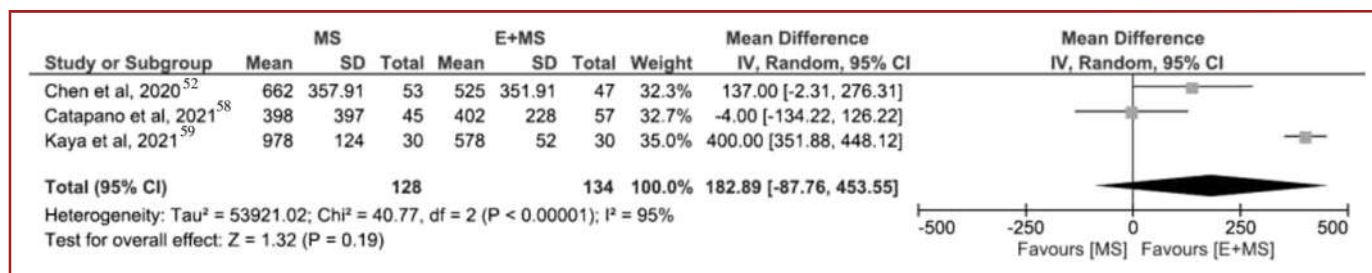 MS E+MS Mean Difference Mean Difference
Study or Subgroup Mean SD Total Mean SD Total Weight IV, Random, 95% CI IV, Random, 95% CI
Chen et al, 2020 52 662 357.91 53 525 351.91 47 32.3% 137.00 [-2.31, 276.31]
Catapano et al, 2021 58 398 397 45 402 228 57 32.7% -4.00 [-134.22, 126.22]
Kaya et al, 2021 59 978 124 30 578 52 30 35.0% 400.00 [351.88, 448.12]
Total (95% CI) 128 134 100.0% 182.89 [-87.76, 453.55]
Heterogeneity: Tau² = 53921.02; Chi² = 40.77, df = 2 (P < 0.00001); I² = 95%
Test for overall effect: Z = 1.32 (P = 0.19)
-500 -250 0 250 500
Favours [MS] Favours [E+MS]